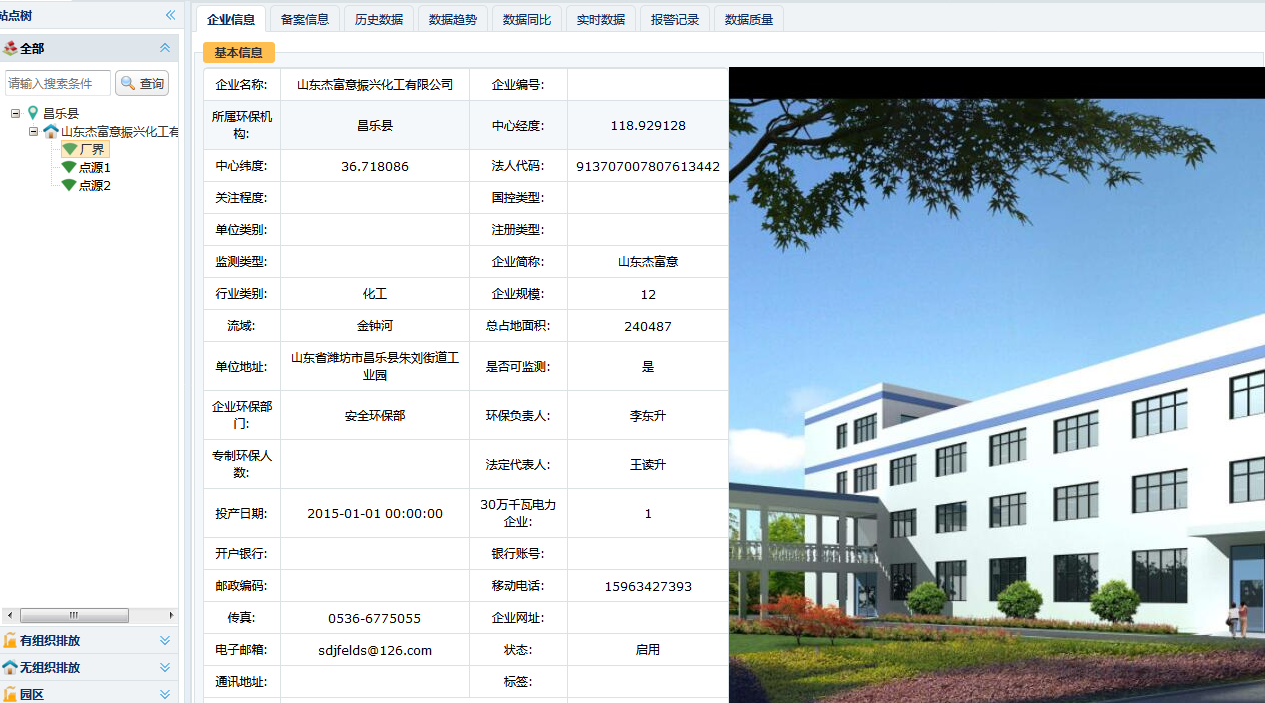 站点树
企业信息 备案信息 历史数据 数据趋势 数据同比 实时数据 报警记录 数据质量
全部
请输入搜索条件 查询
昌乐县
山东杰富意振兴化工有
厂界
点源1
点源2
有组织排放
无组织排放
园区
基本信息
企业名称: 山东杰富意振兴化工有限公司 企业编号:
所属环保机
构: 昌乐县 中心经度: 118.929128
中心纬度: 36.718086 法人代码: 913707007807613442
关注程度: 国控类型:
单位类别: 注册类型:
监测类型: 企业简称: 山东杰富意
行业类别: 化工 企业规模: 12
流域: 金钟河 总占地面积: 240487
单位地址: 山东省潍坊市昌乐县朱刘街道工
业园 是否可监测: 是
企业环保部
门: 安全环保部 环保负责人: 李东升
专制环保人
数: 法定代表人: 王读升
投产日期: 2015-01-01 00:00:00 30万千瓦电力
企业: 1
开户银行: 银行账号:
邮政编码: 移动电话: 15963427393
传真: 0536-6775055 企业网址:
电子邮箱: sdjfelds@126.com 状态: 启用
通讯地址: 标签: